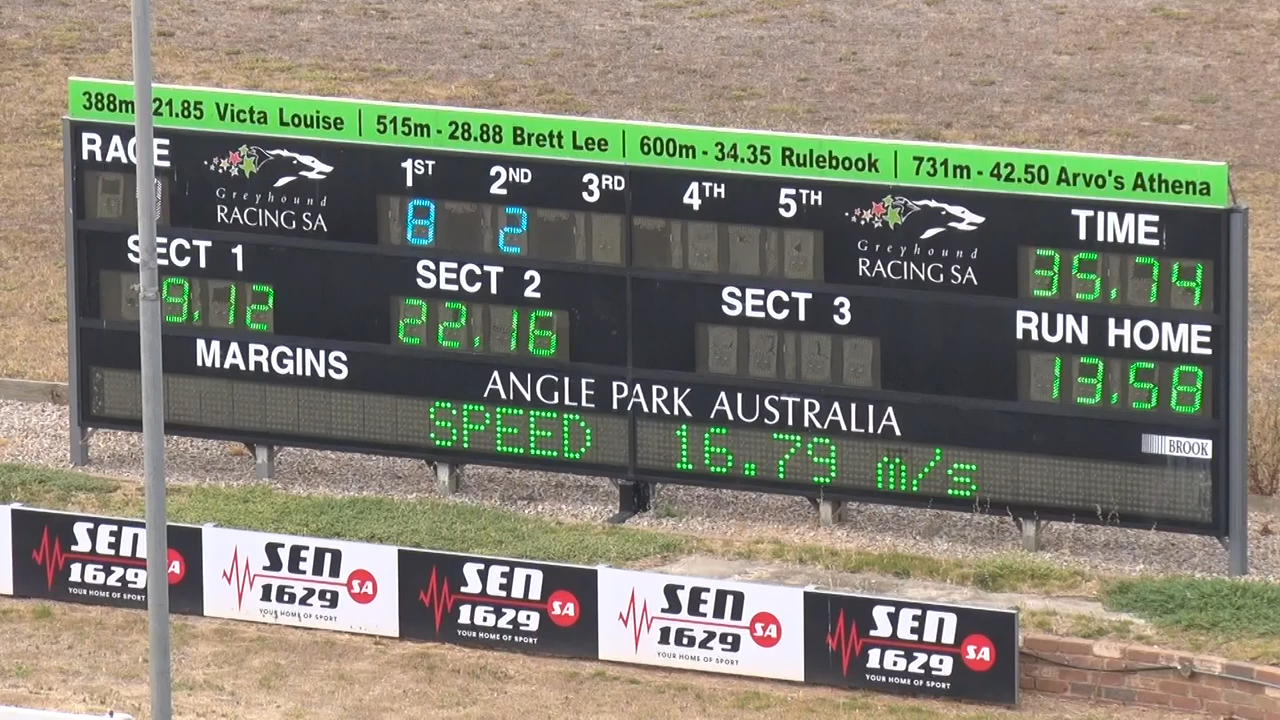 388m 21.85 Victa Louise | 515m - 28.88 Brett Lee | 600m - 34.35 Rulebook | 731m - 42.50 Arvo's Athena
RACE
Greyhound
RACING SA
1ST 2ND 3RD 4TH 5TH
8 2
Greyhound
RACING SA
TIME
35.74
SECT 1
9.12
SECT 2
22.16
SECT 3
RUN HOME
13.58
MARGINS
ANGLE PARK AUSTRALIA
BROOK
SPEED 16.79 m/s
SEN
1629
SA
YOUR HOME OF SPORT
SEN
1629
SA
YOUR HOME OF SPORT
SEN
1629
SA
YOUR HOME OF SPORT
SEN
1629
SA
YOUR HOME OF SPORT
SEN
1629
SA
YOUR HOME OF SPORT